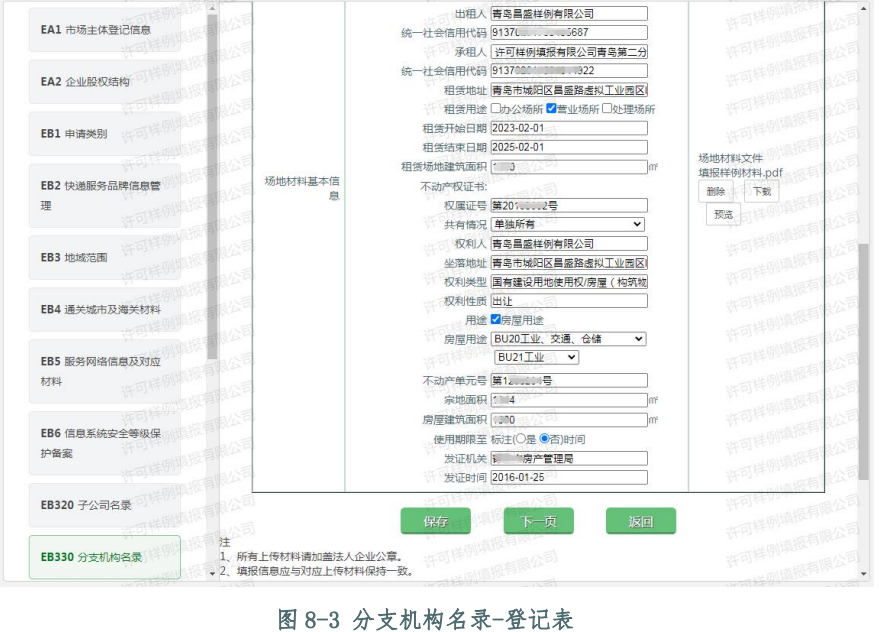 EA1 市场主体登记信息
EA2 企业股权结构
EB1 申请类别
EB2 快递服务品牌信息管
理
EB3 地域范围
EB4 通关城市及海关材料
EB5 服务网络信息及对应
材料
EB6 信息系统安全等级保
护备案
EB320 子公司名录
EB330 分支机构名录
场地材料基本信
息
出租人 青岛昌盛样例有限公司
统一社会信用代码 9137
承租人 许可样例填报有限公司青岛第二分
统一社会信用代码 9137
租赁地址 青岛市城阳区昌盛路虚拟工业园区
租赁用途 办公场所 营业场所 处理场所
租赁开始日期 2023-02-01
租赁结束日期 2025-02-01
租赁场地建筑面积 ㎡
不动产权证书:
权属证号 第20 号
共有情况 单独所有
权利人 青岛昌盛样例有限公司
坐落地址 青岛市城阳区昌盛路虚拟工业园区
权利类型 国有建设用地使用权/房屋（构筑物
权利性质 出让
用途 房屋用途
房屋用途 BU20工业、交通、仓储
BU21工业
不动产单元号 第1 号
宗地面积 ㎡
房屋建筑面积 ㎡
使用期限至 标注(是 否)时间
发证机关 房产管理局
发证时间 2016-01-25
场地材料文件
填报样例材料.pdf
删除 下载
预览
保存 下一页 返回
注
1、所有上传材料请加盖法人企业公章。
2、填报信息应与对应上传材料保持一致。
图 8-3 分支机构名录-登记表